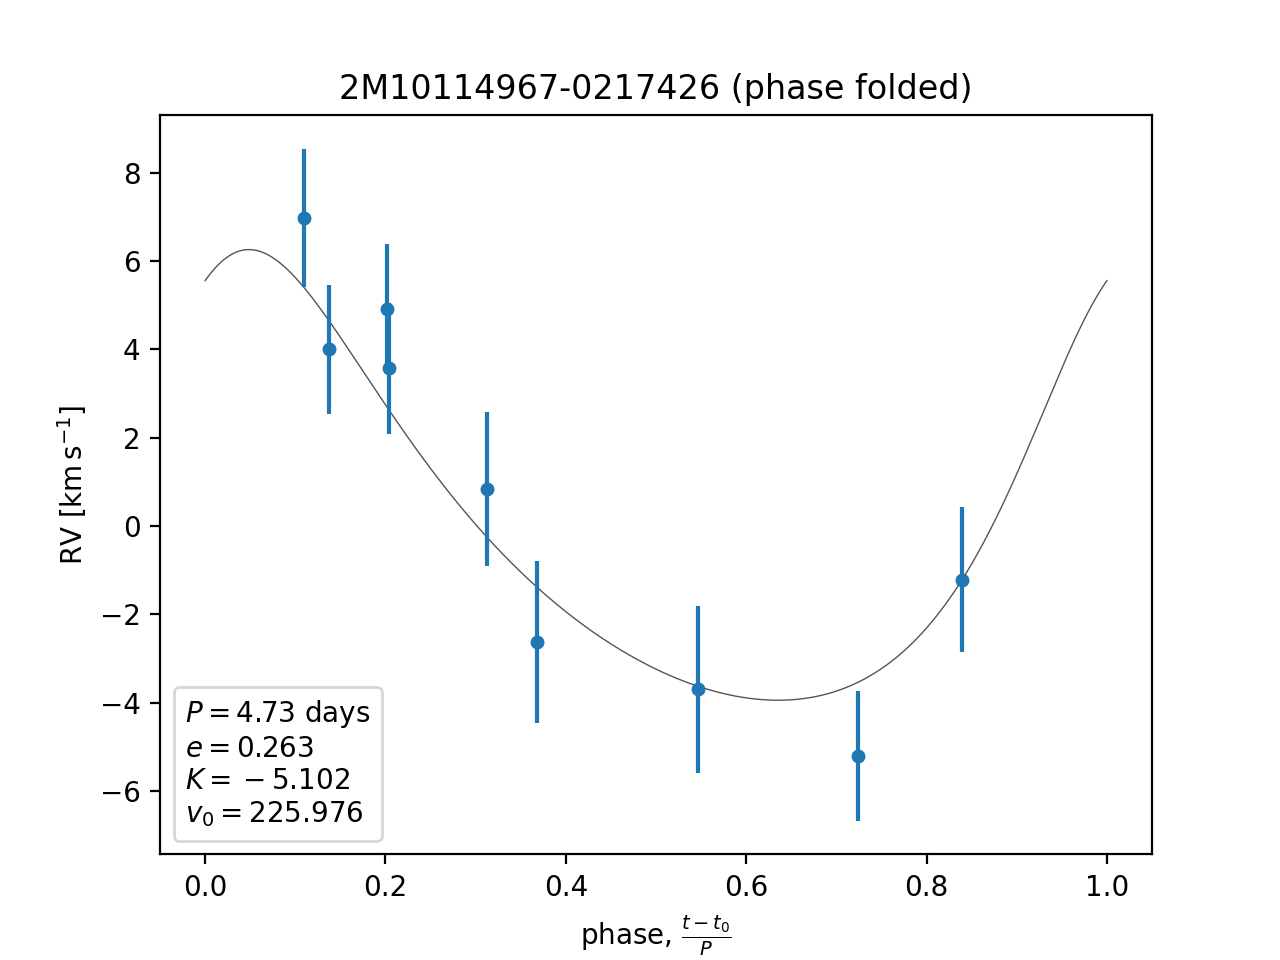 2M10114967-0217426 (phase folded)
RV [km s⁻¹]
8
6
4
2
0
−2
−4
−6
P = 4.73 days
e = 0.263
K = −5.102
v₀ = 225.976
0.0 0.2 0.4 0.6 0.8 1.0
phase, (t − t₀)/P